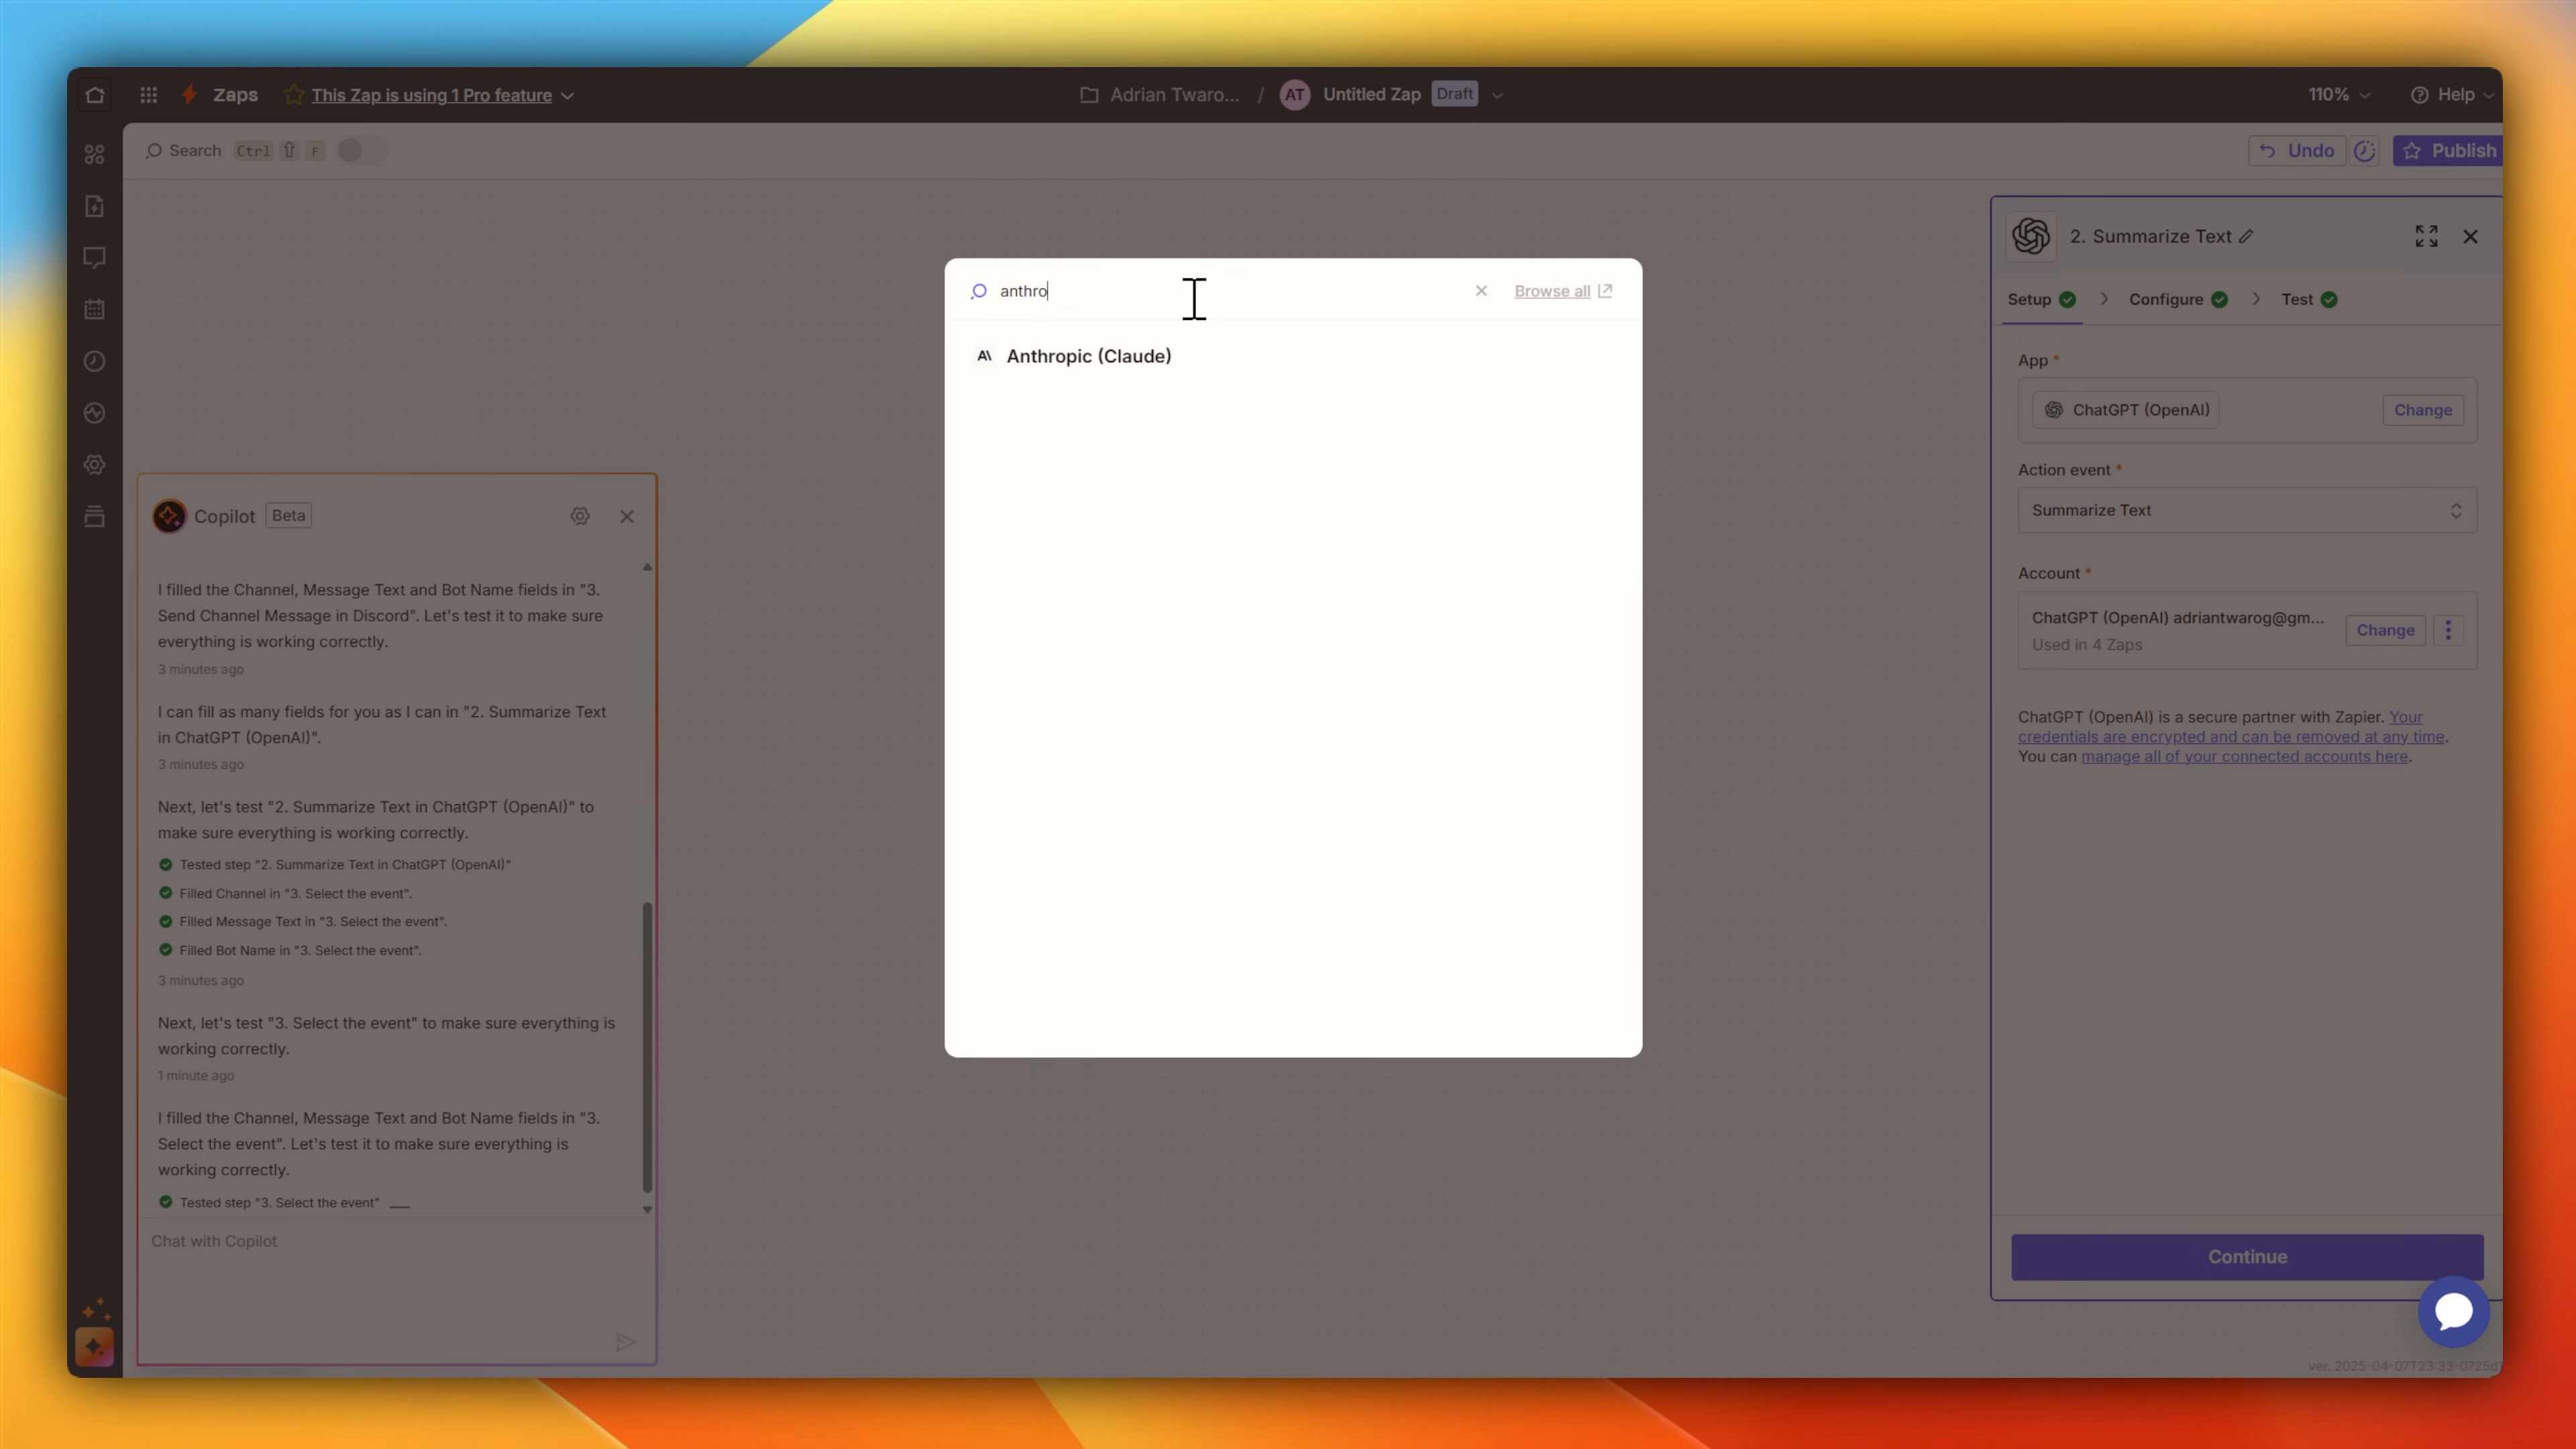 Zaps
This Zap is using 1 Pro feature
Adrian Twaro... / AT Untitled Zap Draft
110%
Help
Search Ctrl ⇧ F
Undo
Publish
anthro
Browse all
A\ Anthropic (Claude)
Copilot Beta
I filled the Channel, Message Text and Bot Name fields in "3.
Send Channel Message in Discord". Let's test it to make sure
everything is working correctly.
3 minutes ago
I can fill as many fields for you as I can in "2. Summarize Text
in ChatGPT (OpenAI)".
3 minutes ago
Next, let's test "2. Summarize Text in ChatGPT (OpenAI)" to
make sure everything is working correctly.
Tested step "2. Summarize Text in ChatGPT (OpenAI)"
Filled Channel in "3. Select the event".
Filled Message Text in "3. Select the event".
Filled Bot Name in "3. Select the event".
3 minutes ago
Next, let's test "3. Select the event" to make sure everything is
working correctly.
1 minute ago
I filled the Channel, Message Text and Bot Name fields in "3.
Select the event". Let's test it to make sure everything is
working correctly.
Tested step "3. Select the event"
Chat with Copilot
2. Summarize Text
Setup
Configure
Test
App *
ChatGPT (OpenAI)
Change
Action event *
Summarize Text
Account *
ChatGPT (OpenAI) adriantwarog@gm...
Used in 4 Zaps
Change
ChatGPT (OpenAI) is a secure partner with Zapier. Your
credentials are encrypted and can be removed at any time.
You can manage all of your connected accounts here.
Continue